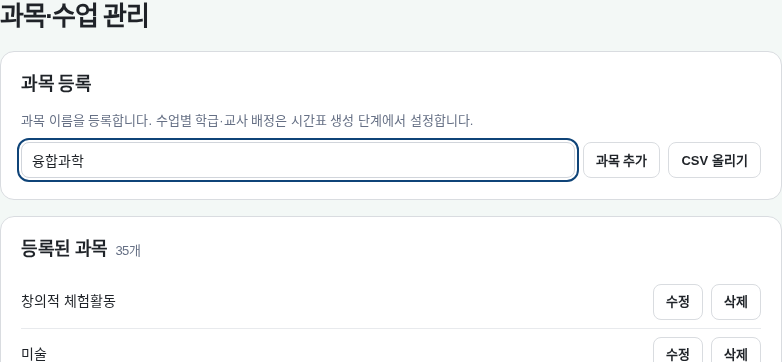 과목·수업 관리
과목 등록
과목 이름을 등록합니다. 수업별 학급·교사 배정은 시간표 생성 단계에서 설정합니다.
융합과학 과목 추가 CSV 올리기
등록된 과목 35개
창의적 체험활동 수정 삭제
미술 수정 삭제